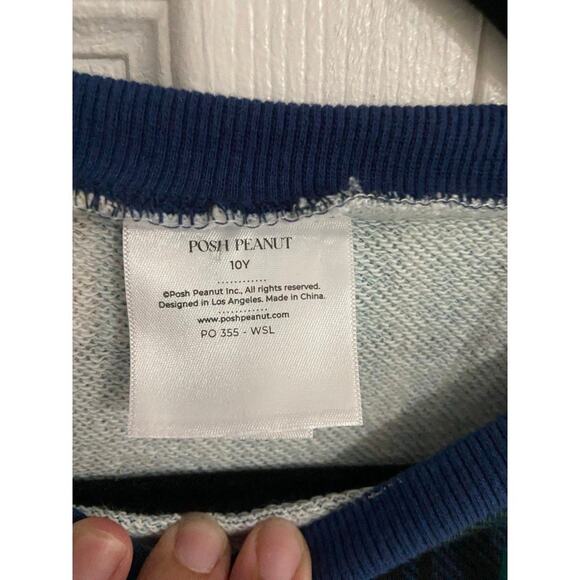 POSH PEANUT
10Y
............
©Posh Peanut Inc., All rights reserved.
Designed in Los Angeles. Made in China.
............
www.poshpeanut.com
PO 355 - WSL